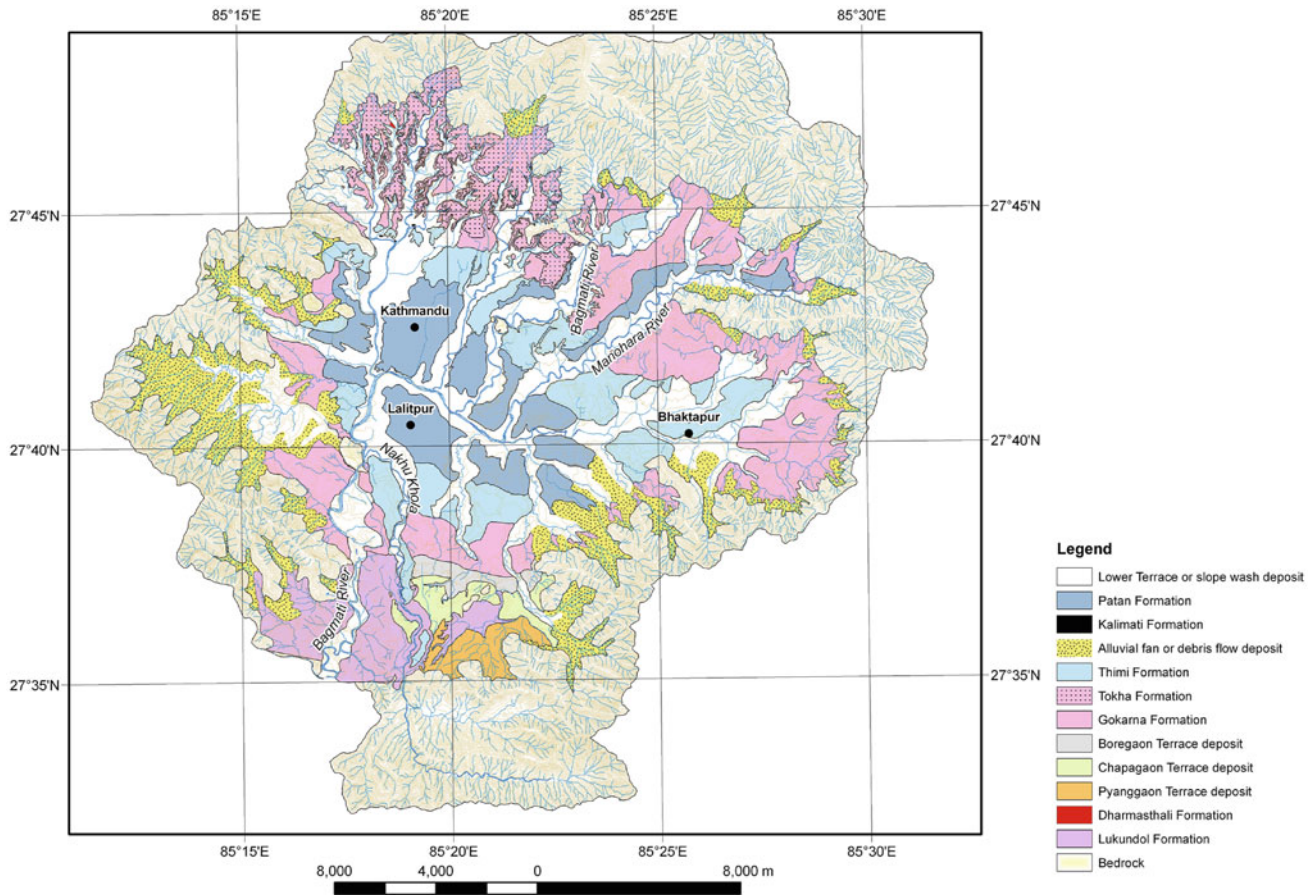 85°15'E 85°20'E 85°25'E 85°30'E
27°45'N
27°45'N
Kathmandu
Bagmati River
Manohara River
Lalitpur
Bhaktapur
27°40'N
27°40'N
Nakhu Khola
Bagmati River
27°35'N
27°35'N
85°15'E 85°20'E 85°25'E 85°30'E
8,000 4,000 0 8,000 m
Legend
Lower Terrace or slope wash deposit
Patan Formation
Kalimati Formation
Alluvial fan or debris flow deposit
Thimi Formation
Tokha Formation
Gokarna Formation
Boregaon Terrace deposit
Chapagaon Terrace deposit
Pyanggaon Terrace deposit
Dharmasthali Formation
Lukundol Formation
Bedrock